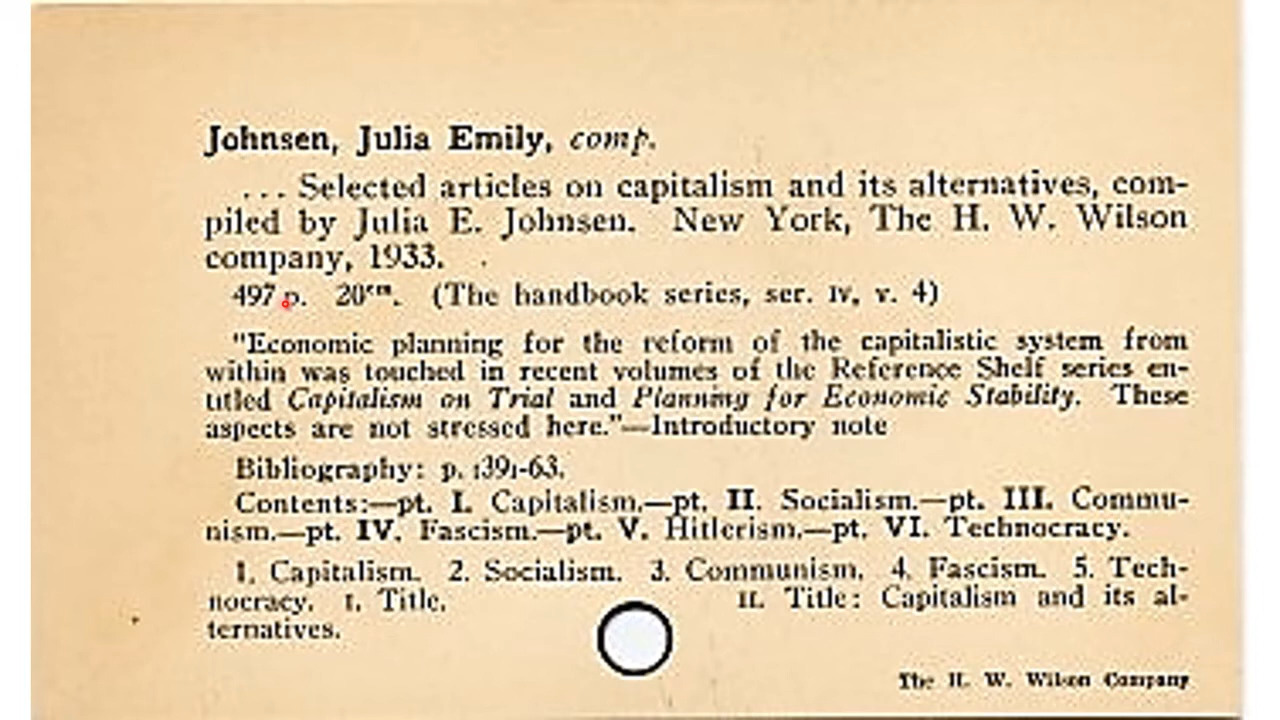 Johnsen, Julia Emily, comp.
... Selected articles on capitalism and its alternatives, com-
piled by Julia E. Johnsen. New York, The H. W. Wilson
company, 1933.
497 p. 20cm. (The handbook series, ser. IV, v. 4)
"Economic planning for the reform of the capitalistic system from
within was touched in recent volumes of the Reference Shelf series en-
titled Capitalism on Trial and Planning for Economic Stability. These
aspects are not stressed here."—Introductory note
Bibliography: p. 391-63.
Contents:—pt. I. Capitalism.—pt. II. Socialism.—pt. III. Commu-
nism.—pt. IV. Fascism.—pt. V. Hitlerism.—pt. VI. Technocracy.
1. Capitalism. 2. Socialism. 3. Communism. 4. Fascism. 5. Tech-
nocracy. I. Title. II. Title: Capitalism and its al-
ternatives.
The H. W. Wilson Company